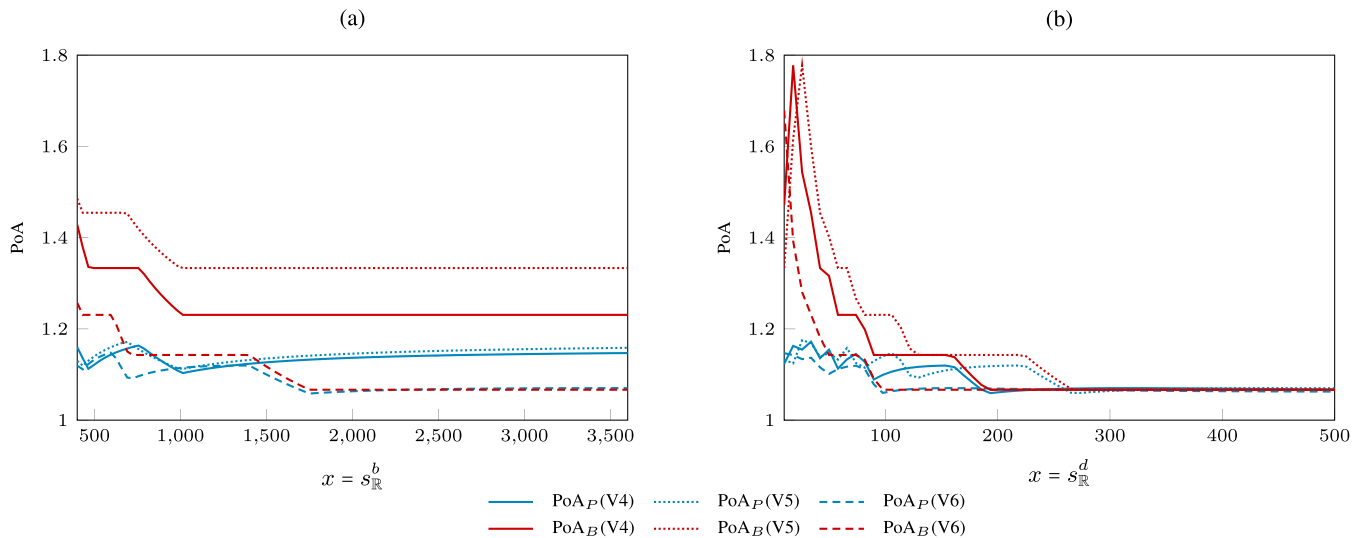 (a)
(b)
1.8
1.6
1.4
1.2
1
PoA
500
1,000
1,500
2,000
2,500
3,000
3,500
x = s^b_ℝ
1.8
1.6
1.4
1.2
1
PoA
100
200
300
400
500
x = s^d_ℝ
PoA_P(V4) PoA_P(V5) PoA_P(V6)
PoA_B(V4) PoA_B(V5) PoA_B(V6)